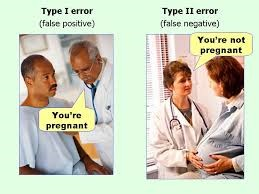 Type I error
(false positive)
You're
pregnant
Type II error
(false negative)
You're not
pregnant